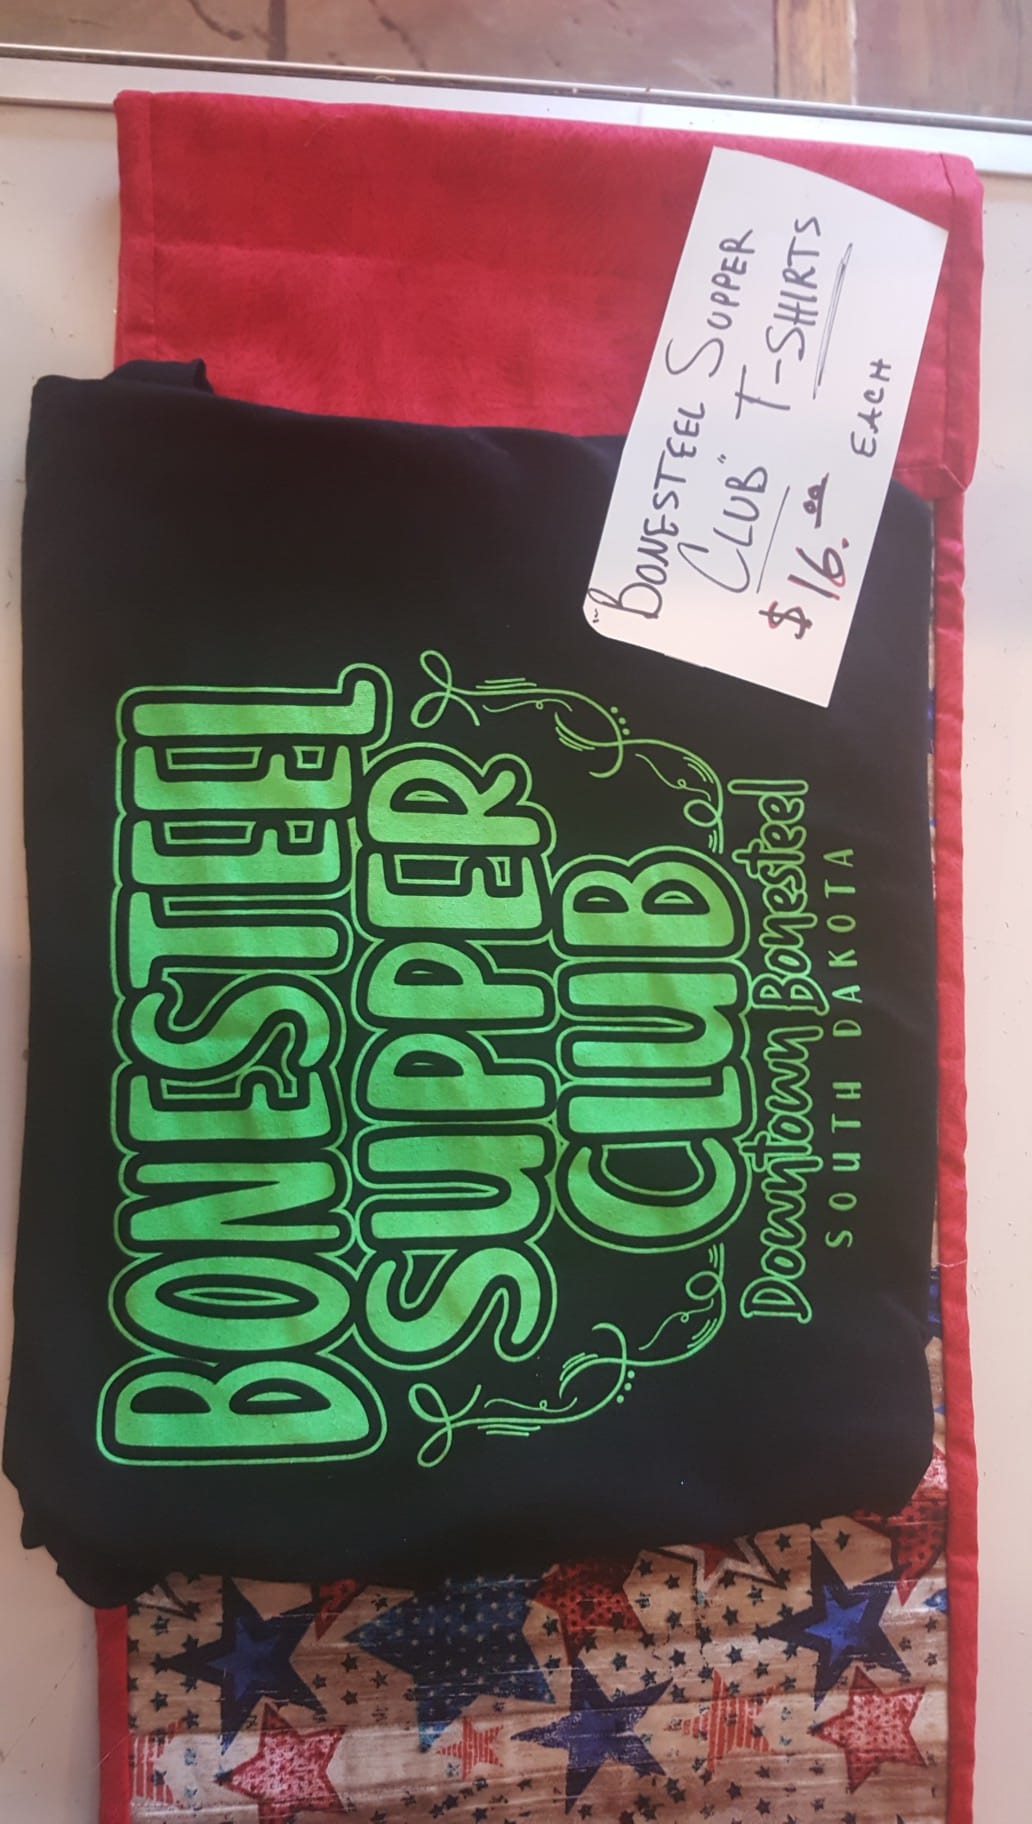 "BONESTEEL SUPPER
CLUB" T-SHIRTS
$16.00 EACH
BONESTEEL
SUPPER
CLUB
Downtown Bonesteel
SOUTH DAKOTA